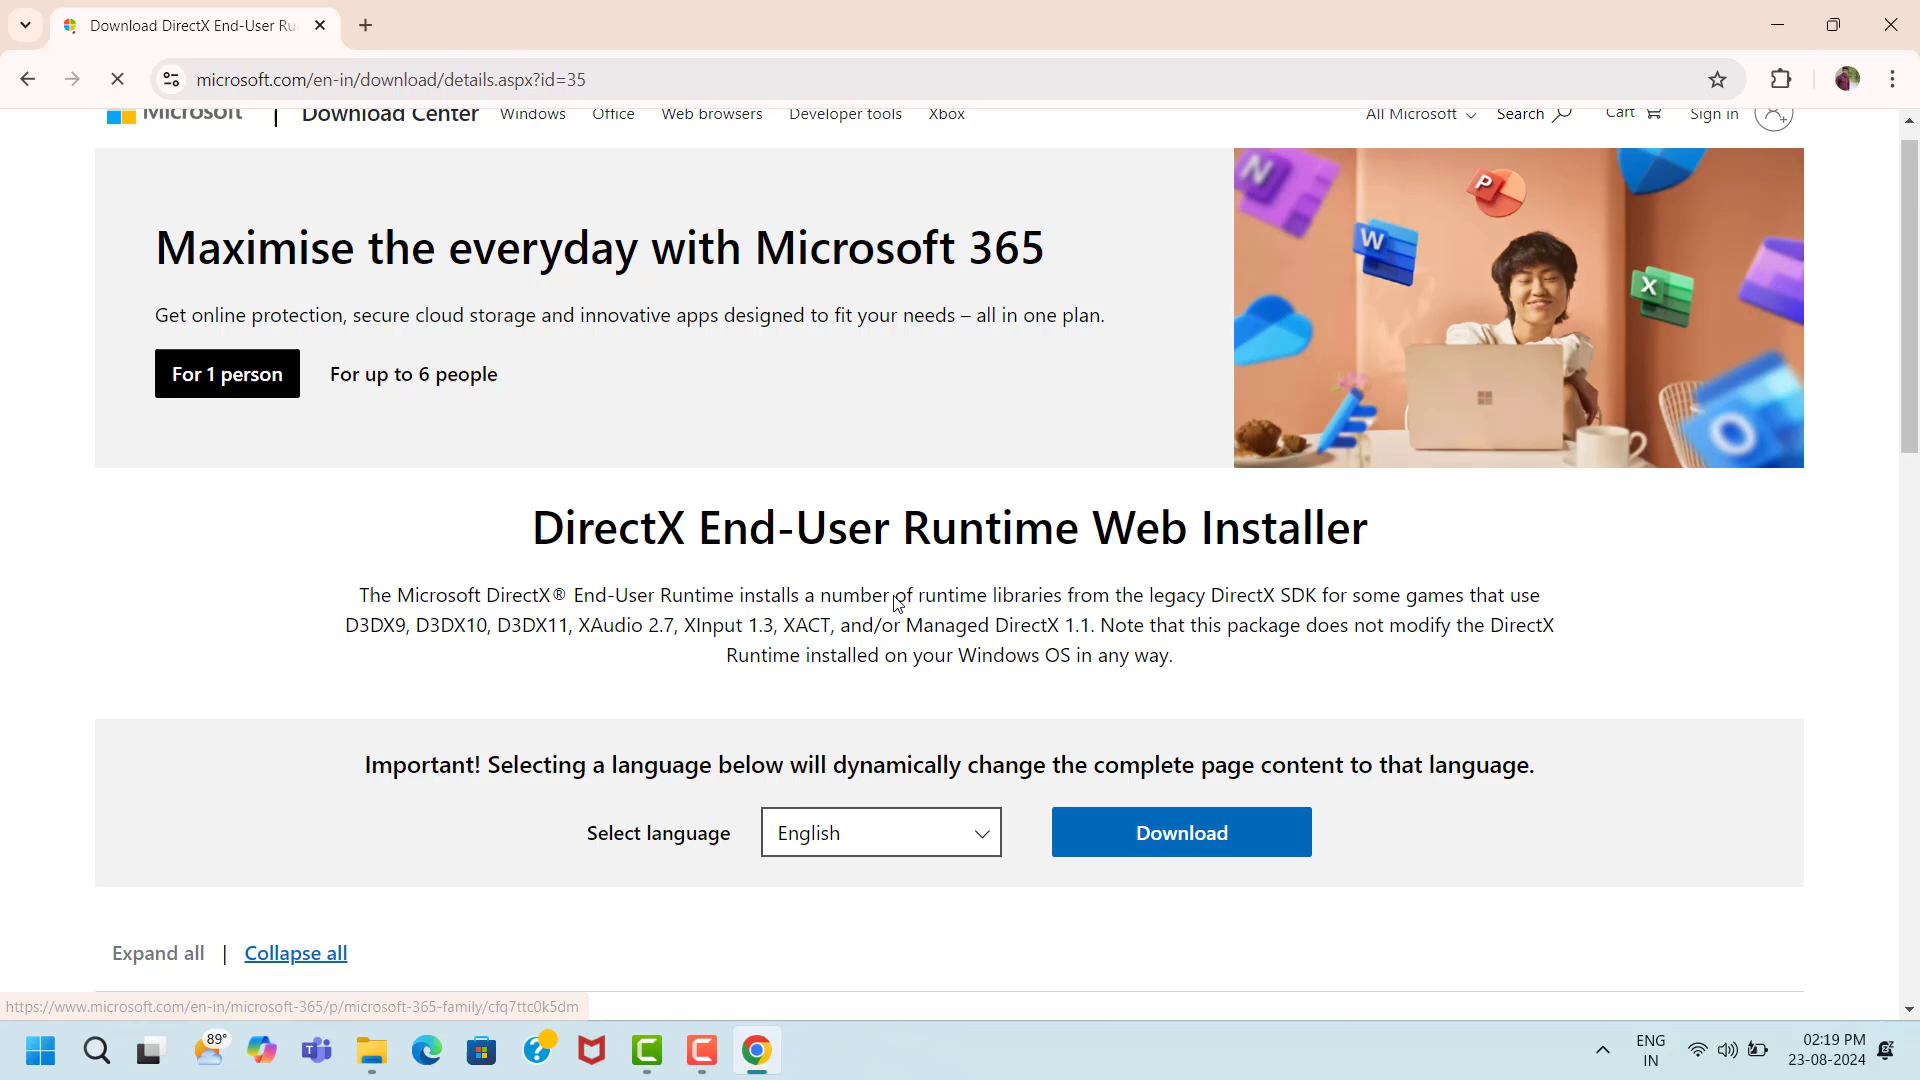 Download DirectX End-User Ru
microsoft.com/en-in/download/details.aspx?id=35
Microsoft | Download Center Windows Office Web browsers Developer tools Xbox All Microsoft Search Cart Sign in
Maximise the everyday with Microsoft 365
Get online protection, secure cloud storage and innovative apps designed to fit your needs – all in one plan.
For 1 person For up to 6 people
N
P
W
X
O
DirectX End-User Runtime Web Installer
The Microsoft DirectX® End-User Runtime installs a number of runtime libraries from the legacy DirectX SDK for some games that use
D3DX9, D3DX10, D3DX11, XAudio 2.7, XInput 1.3, XACT, and/or Managed DirectX 1.1. Note that this package does not modify the DirectX
Runtime installed on your Windows OS in any way.
Important! Selecting a language below will dynamically change the complete page content to that language.
Select language English Download
Expand all | Collapse all
https://www.microsoft.com/en-in/microsoft-365/p/microsoft-365-family/cfq7ttc0k5dm
89°
ENG
IN
02:19 PM
23-08-2024